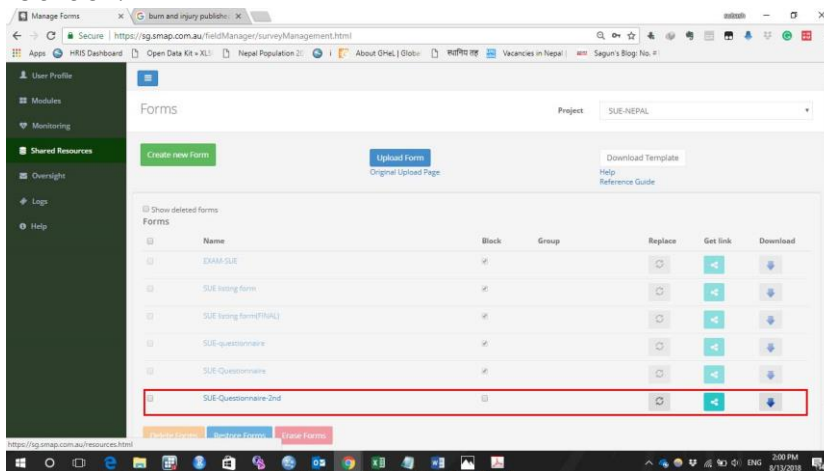 Manage Forms
burn and injury publishe
Secure https://sg.smap.com.au/fieldManager/surveyManagement.html
Apps HRIS Dashboard Open Data Kit « XLS Nepal Population 20 i About GHeL | Globa स्थानिय तह Vacancies in Nepal | Sagun's Blog: No. #
User Profile
Modules
Monitoring
Shared Resources
Oversight
Logs
Help
Forms Project SUE-NEPAL
Create new Form Upload Form Download Template
Original Upload Page Help
Reference Guide
Show deleted forms
Forms
Name Block Group Replace Get link Download
DIAM-SUE
SUE listing form
SUE listing form(FINAL)
SUE-questionnaire
SUE-Questionnaire
SUE-Questionnaire-2nd
Delete Forms Restore Forms Erase Forms
https://sg.smap.com.au/resources.html
ENG 2:00 PM
8/13/2018